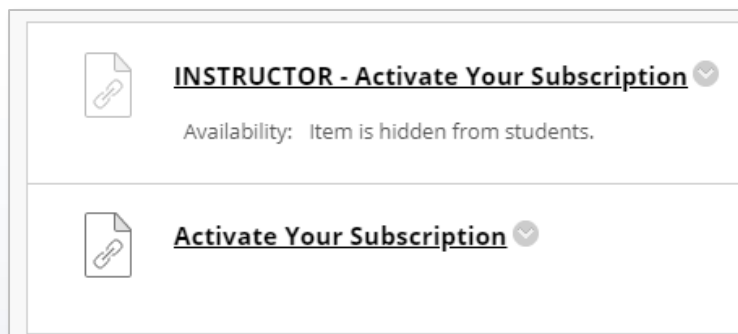 INSTRUCTOR - Activate Your Subscription
Availability: Item is hidden from students.
Activate Your Subscription